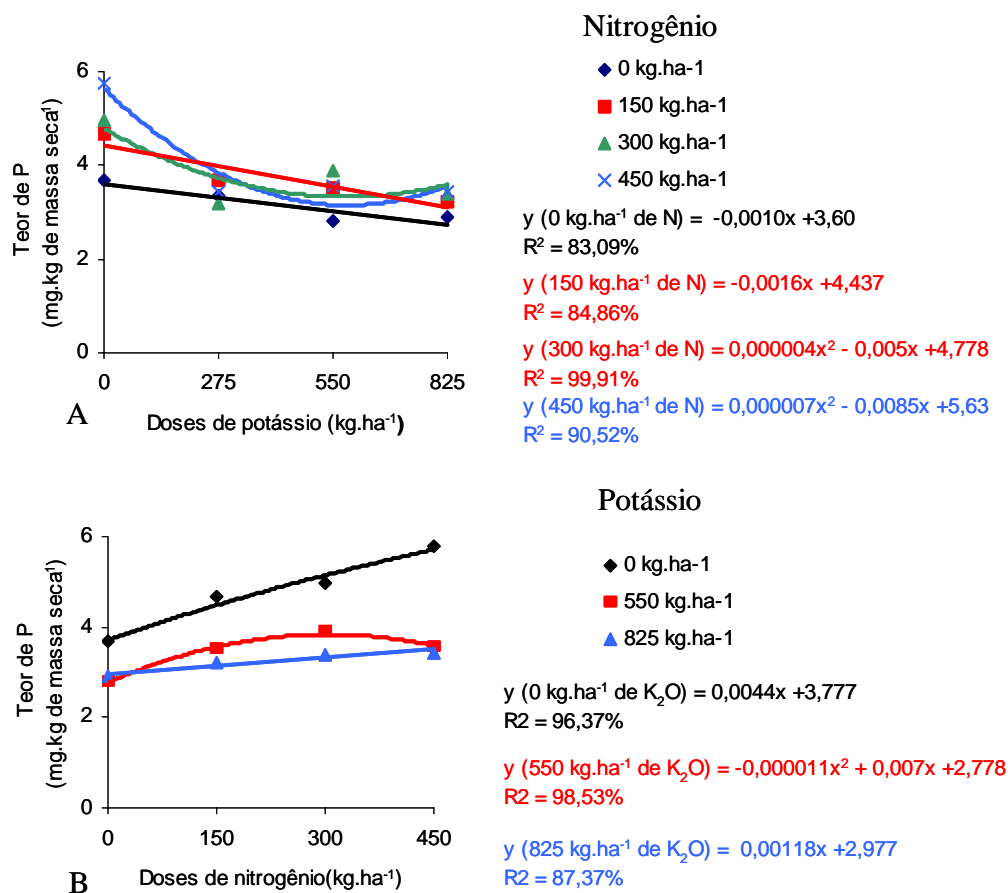 Nitrogênio
0 kg.ha-1
150 kg.ha-1
300 kg.ha-1
450 kg.ha-1
y (0 kg.ha⁻¹ de N) = -0,0010x +3,60
R² = 83,09%
y (150 kg.ha⁻¹ de N) = -0,0016x +4,437
R² = 84,86%
y (300 kg.ha⁻¹ de N) = 0,000004x² - 0,005x +4,778
R² = 99,91%
y (450 kg.ha⁻¹ de N) = 0,000007x² - 0,0085x +5,63
R² = 90,52%
Teor de P
(mg.kg de massa seca¹)
6
4
2
0
0 275 550 825
Doses de potássio (kg.ha⁻¹)
A
Potássio
0 kg.ha-1
550 kg.ha-1
825 kg.ha-1
y (0 kg.ha⁻¹ de K₂O) = 0,0044x +3,777
R2 = 96,37%
y (550 kg.ha⁻¹ de K₂O) = -0,000011x² + 0,007x +2,778
R2 = 98,53%
y (825 kg.ha⁻¹ de K₂O) = 0,00118x +2,977
R2 = 87,37%
Teor de P
(mg.kg de massa seca¹)
6
4
2
0
0 150 300 450
Doses de nitrogênio(kg.ha⁻¹)
B